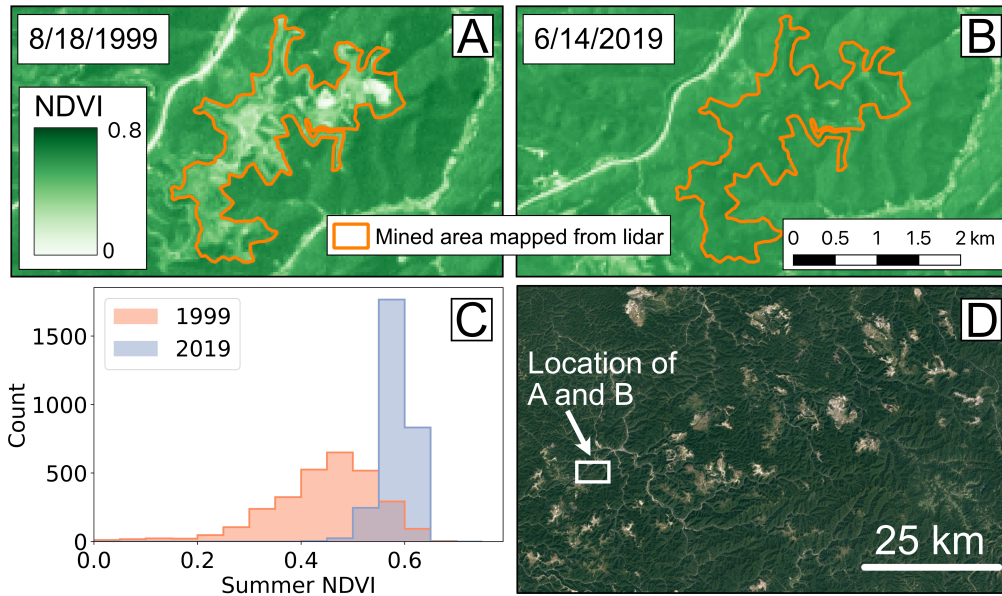 8/18/1999
A
NDVI
0.8
0
Mined area mapped from lidar
6/14/2019
B
0 0.5 1 1.5 2 km
C
1999
2019
Count
1500
1000
500
0
0.0 0.2 0.4 0.6
Summer NDVI
D
Location of
A and B
25 km